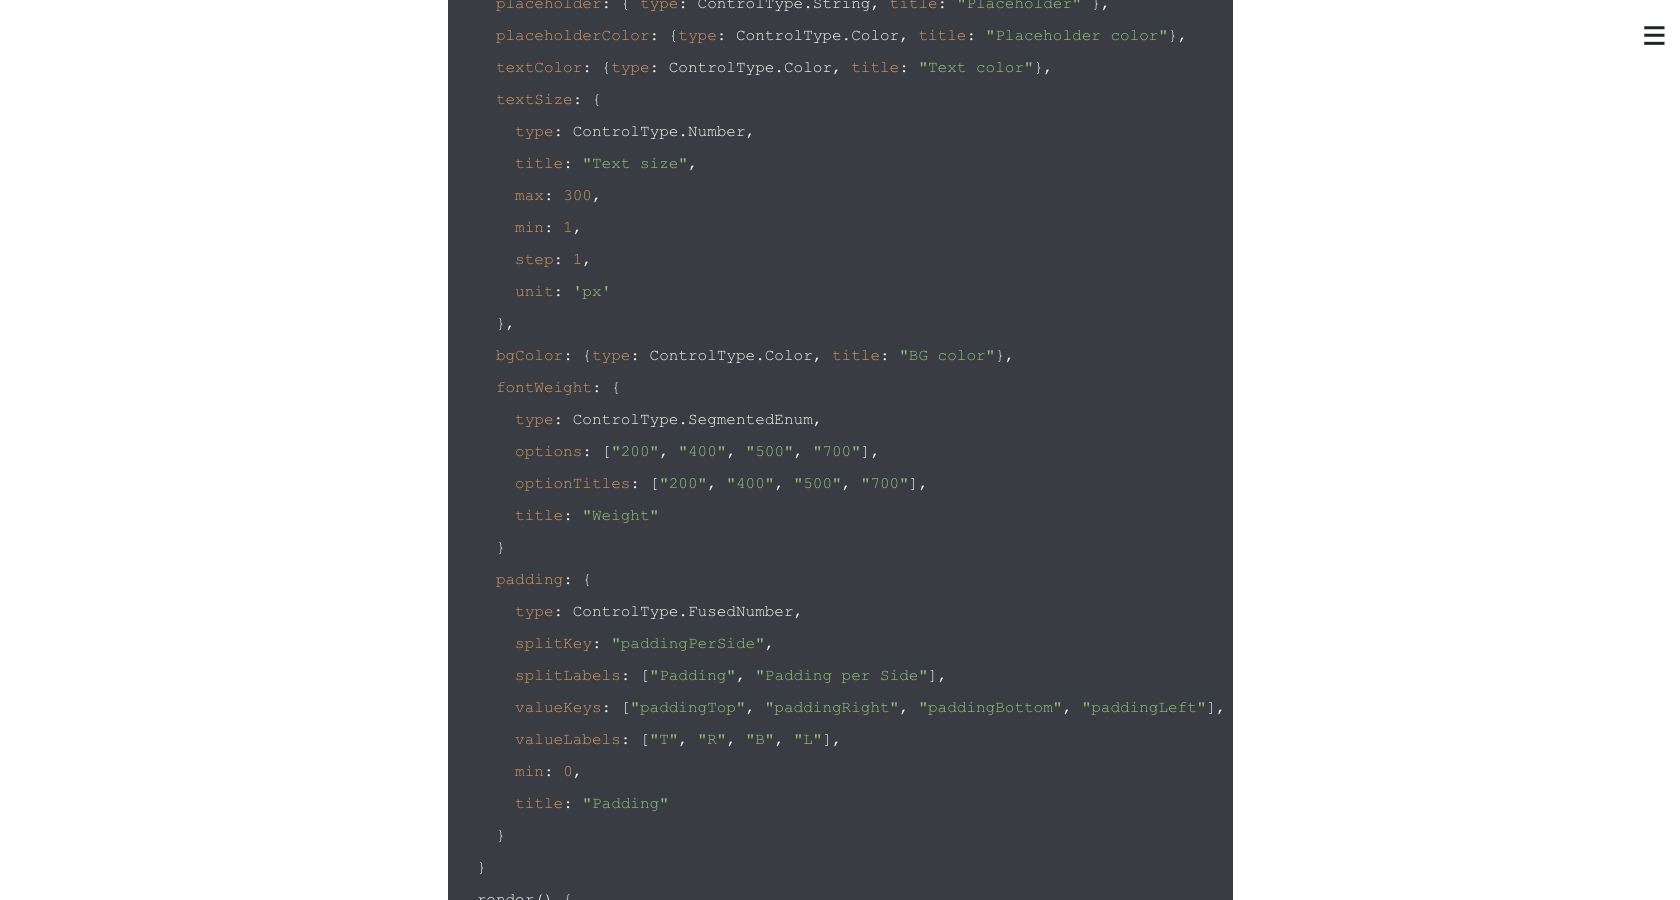 placeholder: { type: ControlType.String, title: "Placeholder" },
placeholderColor: {type: ControlType.Color, title: "Placeholder color"},
textColor: {type: ControlType.Color, title: "Text color"},
textSize: {
type: ControlType.Number,
title: "Text size",
max: 300,
min: 1,
step: 1,
unit: 'px'
},
bgColor: {type: ControlType.Color, title: "BG color"},
fontWeight: {
type: ControlType.SegmentedEnum,
options: ["200", "400", "500", "700"],
optionTitles: ["200", "400", "500", "700"],
title: "Weight"
}
padding: {
type: ControlType.FusedNumber,
splitKey: "paddingPerSide",
splitLabels: ["Padding", "Padding per Side"],
valueKeys: ["paddingTop", "paddingRight", "paddingBottom", "paddingLeft"],
valueLabels: ["T", "R", "B", "L"],
min: 0,
title: "Padding"
}
}
render() {